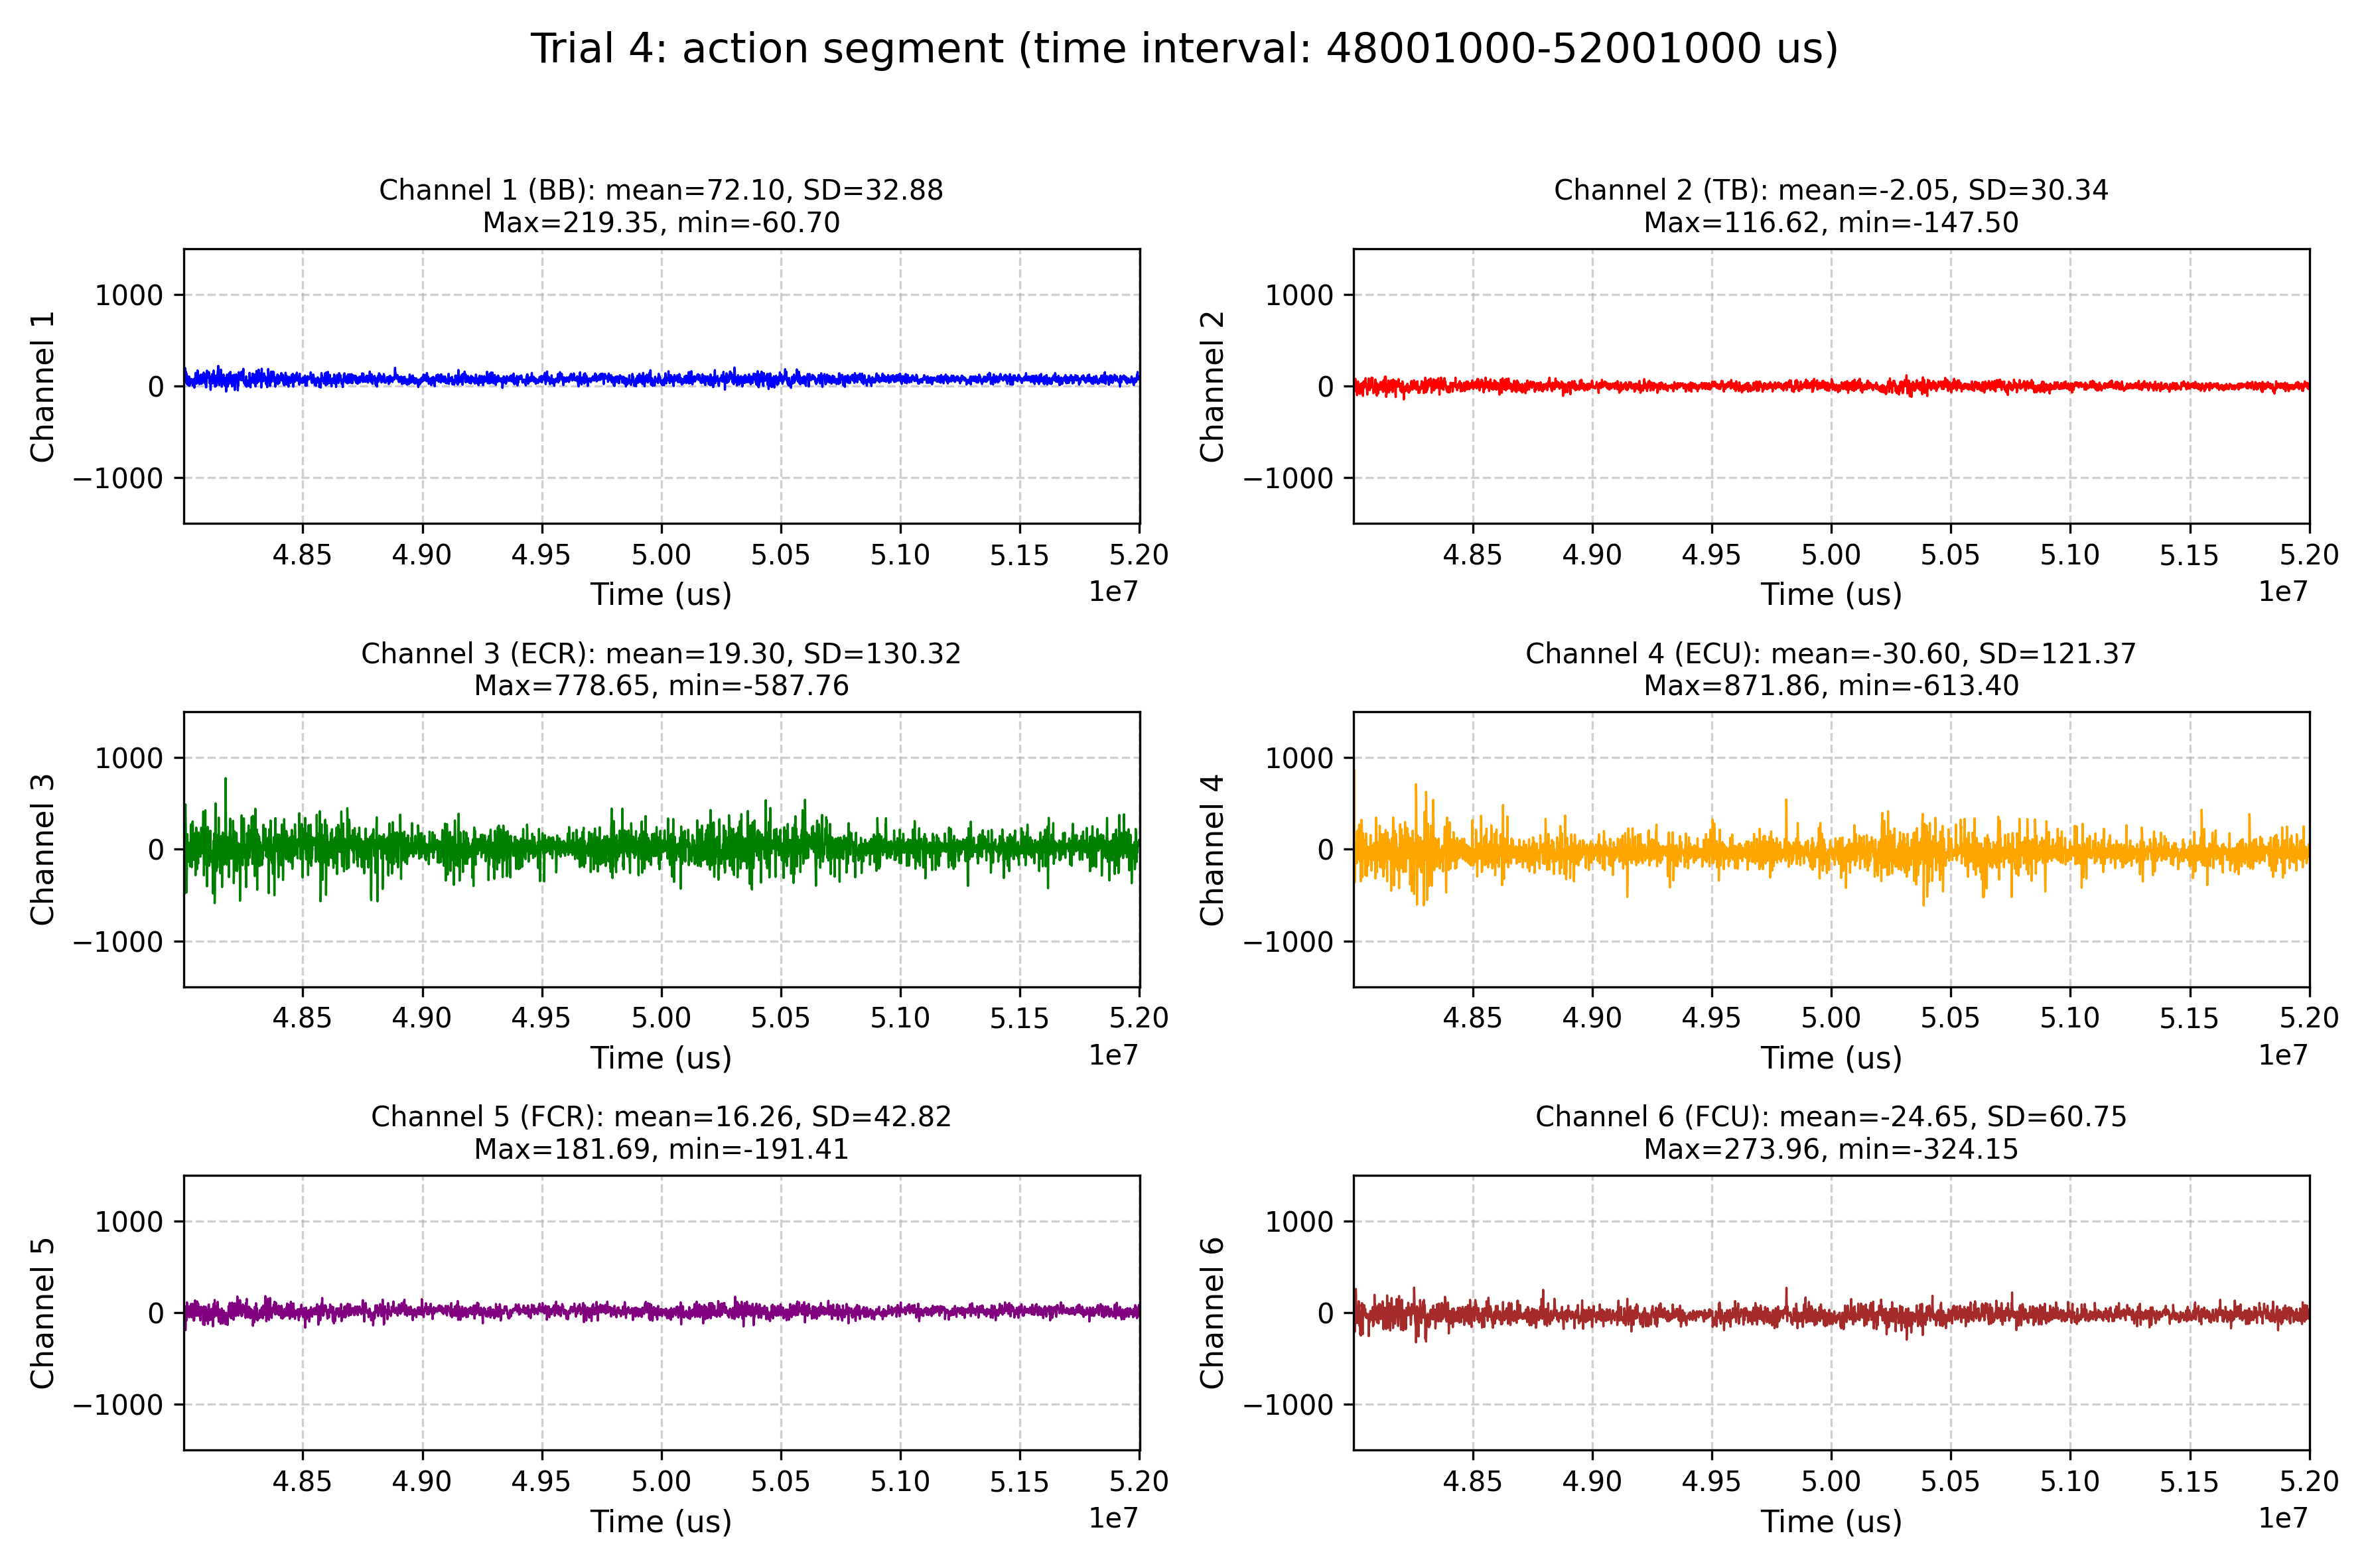 Trial 4: action segment (time interval: 48001000-52001000 us)
Channel 1 (BB): mean=72.10, SD=32.88
Max=219.35, min=-60.70
Channel 1
1000
0
−1000
4.85 4.90 4.95 5.00 5.05 5.10 5.15 5.20
Time (us)
1e7
Channel 2 (TB): mean=-2.05, SD=30.34
Max=116.62, min=-147.50
Channel 2
1000
0
−1000
4.85 4.90 4.95 5.00 5.05 5.10 5.15 5.20
Time (us)
1e7
Channel 3 (ECR): mean=19.30, SD=130.32
Max=778.65, min=-587.76
Channel 3
1000
0
−1000
4.85 4.90 4.95 5.00 5.05 5.10 5.15 5.20
Time (us)
1e7
Channel 4 (ECU): mean=-30.60, SD=121.37
Max=871.86, min=-613.40
Channel 4
1000
0
−1000
4.85 4.90 4.95 5.00 5.05 5.10 5.15 5.20
Time (us)
1e7
Channel 5 (FCR): mean=16.26, SD=42.82
Max=181.69, min=-191.41
Channel 5
1000
0
−1000
4.85 4.90 4.95 5.00 5.05 5.10 5.15 5.20
Time (us)
1e7
Channel 6 (FCU): mean=-24.65, SD=60.75
Max=273.96, min=-324.15
Channel 6
1000
0
−1000
4.85 4.90 4.95 5.00 5.05 5.10 5.15 5.20
Time (us)
1e7